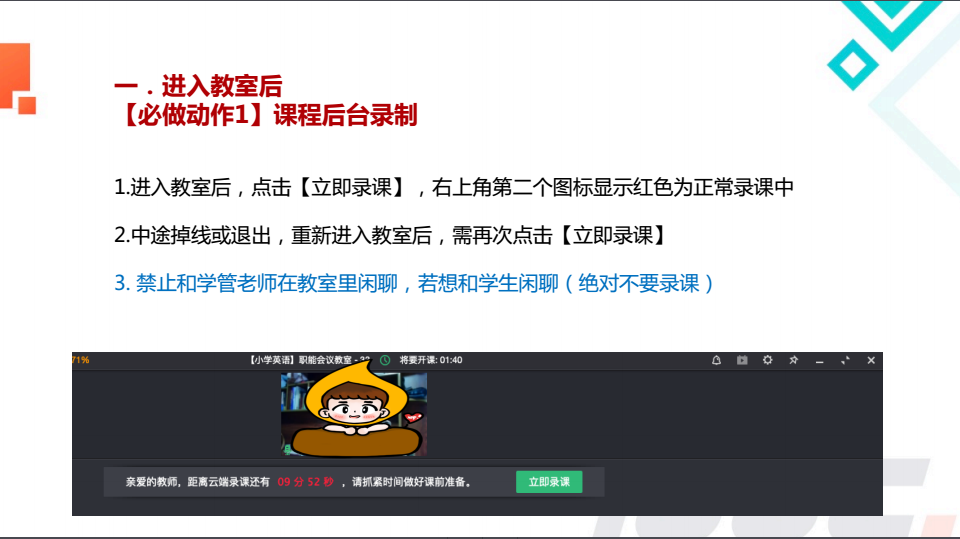 一．进入教室后
【必做动作1】课程后台录制
1.进入教室后，点击【立即录课】，右上角第二个图标显示红色为正常录课中
2.中途掉线或退出，重新进入教室后，需再次点击【立即录课】
3. 禁止和学管老师在教室里闲聊，若想和学生闲聊（绝对不要录课）
71%
【小学英语】职能会议教室 - 
将要开课: 01:40
亲爱的教师，距离云端录课还有 09 分 52 秒 ，请抓紧时间做好课前准备。
立即录课